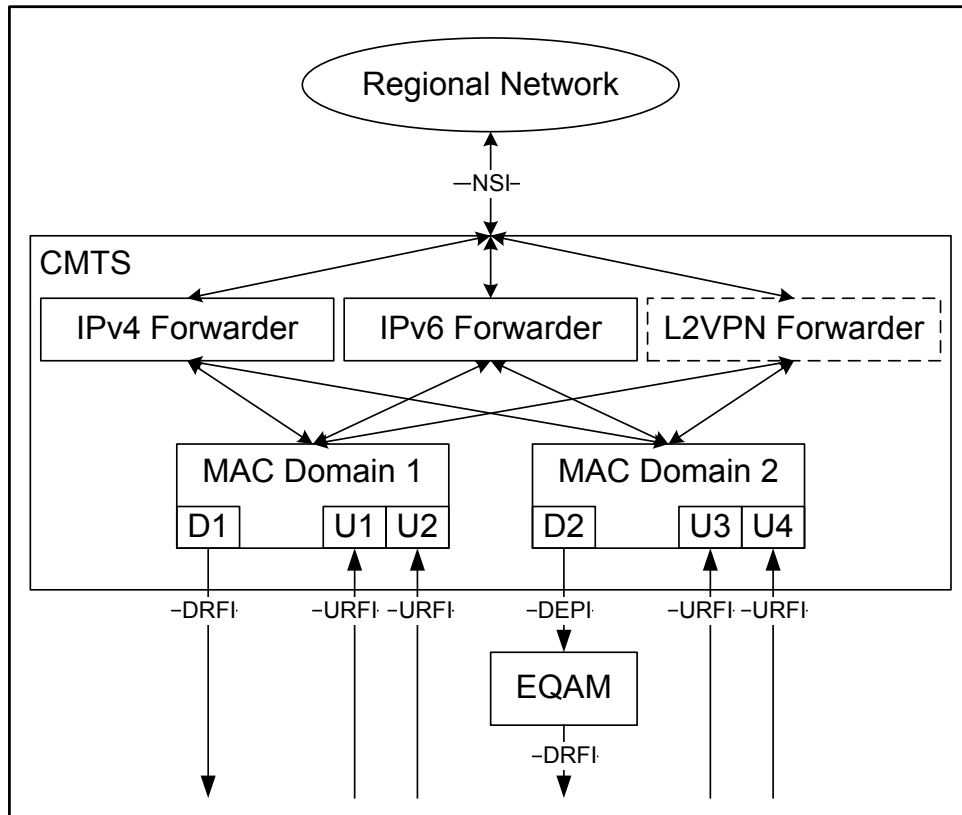 Regional Network
NSI
CMTS
IPv4 Forwarder
IPv6 Forwarder
L2VPN Forwarder
MAC Domain 1
MAC Domain 2
D1
U1
U2
D2
U3
U4
DRFI
URFI
URFI
DEPI
URFI
URFI
EQAM
DRFI